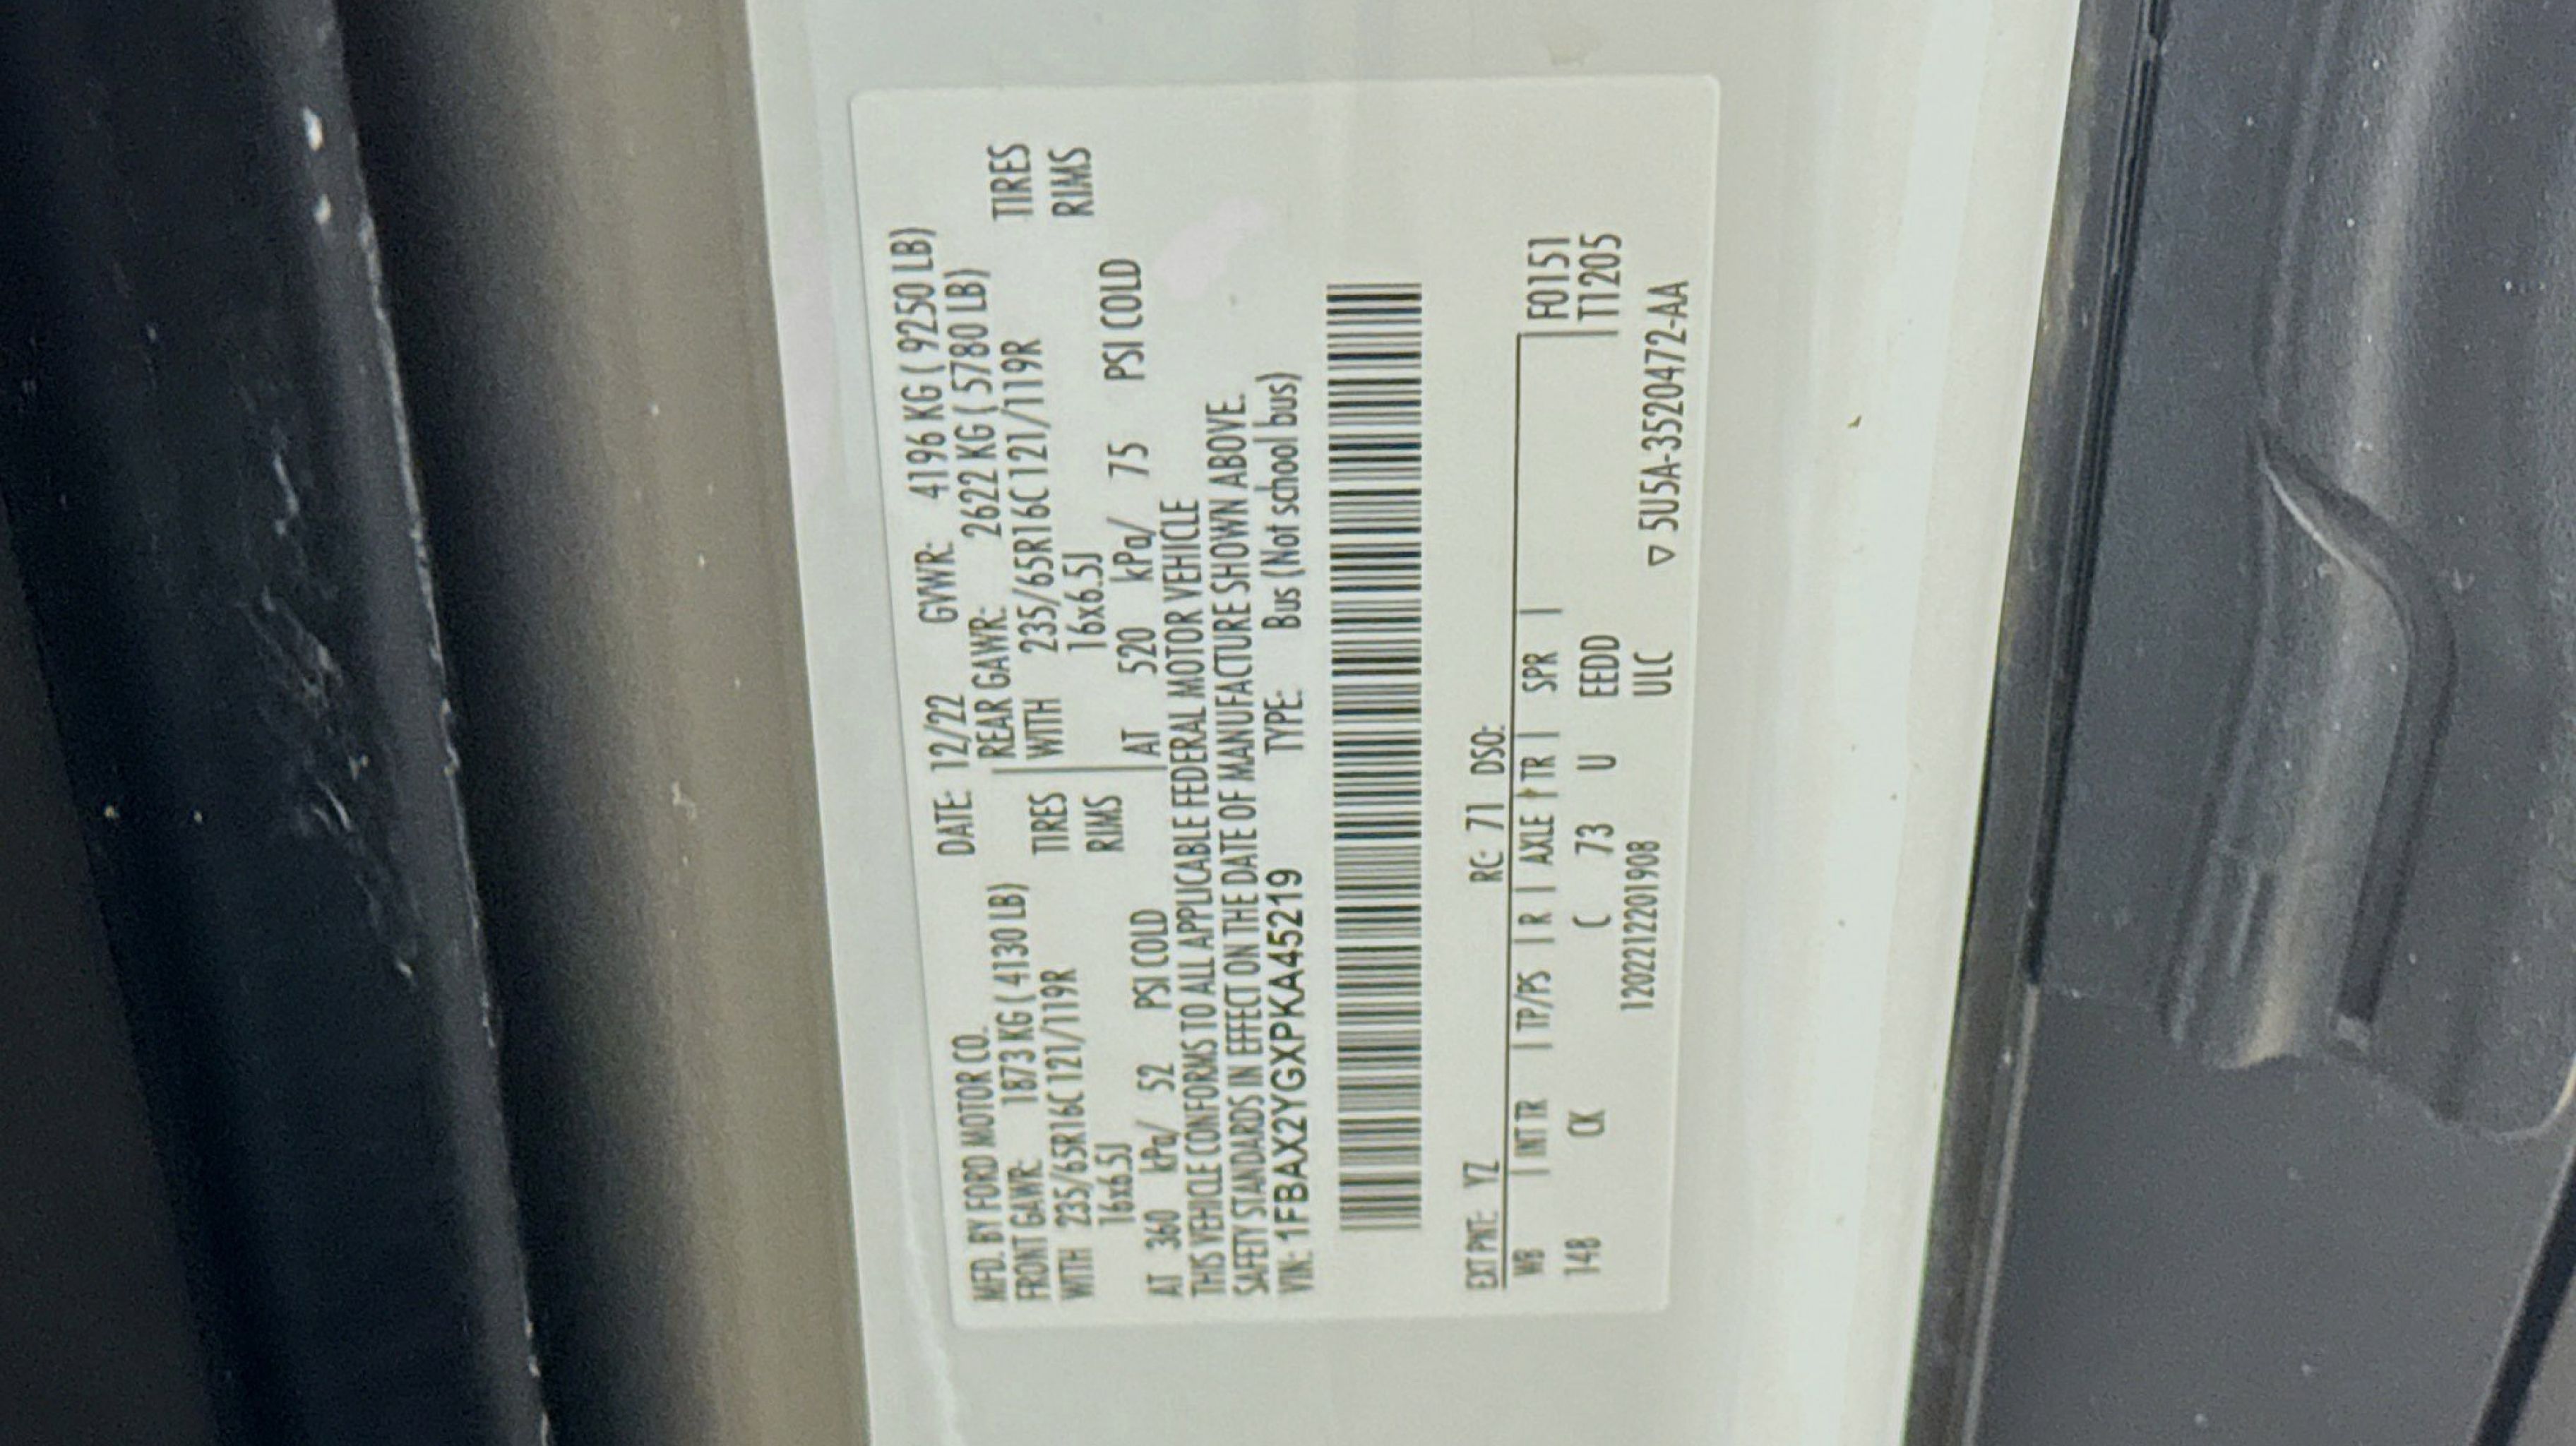 MFD. BY FORD MOTOR CO. DATE: 12/22 GVWR: 4196 KG ( 9250 LB)
FRONT GAWR: 1873 KG ( 4130 LB) REAR GAWR: 2622 KG ( 5780 LB)
WITH 235/65R16C 121/119R TIRES WITH 235/65R16C 121/119R TIRES
16x6.5J RIMS 16x6.5J RIMS
AT 360 kPa/ 52 PSI COLD AT 520 kPa/ 75 PSI COLD
THIS VEHICLE CONFORMS TO ALL APPLICABLE FEDERAL MOTOR VEHICLE
SAFETY STANDARDS IN EFFECT ON THE DATE OF MANUFACTURE SHOWN ABOVE.
VIN: 1FBAX2YGXPKA45219 TYPE: Bus (Not school bus)
EXT PNT: YZ RC: 71 DSO:
WB | INT TR | TP/PS | R | AXLE | TR | SPR | F0151
148 CK C 73 U EEDD | T1205
1202212201908 ULC ▽ 5U5A-3520472-AA